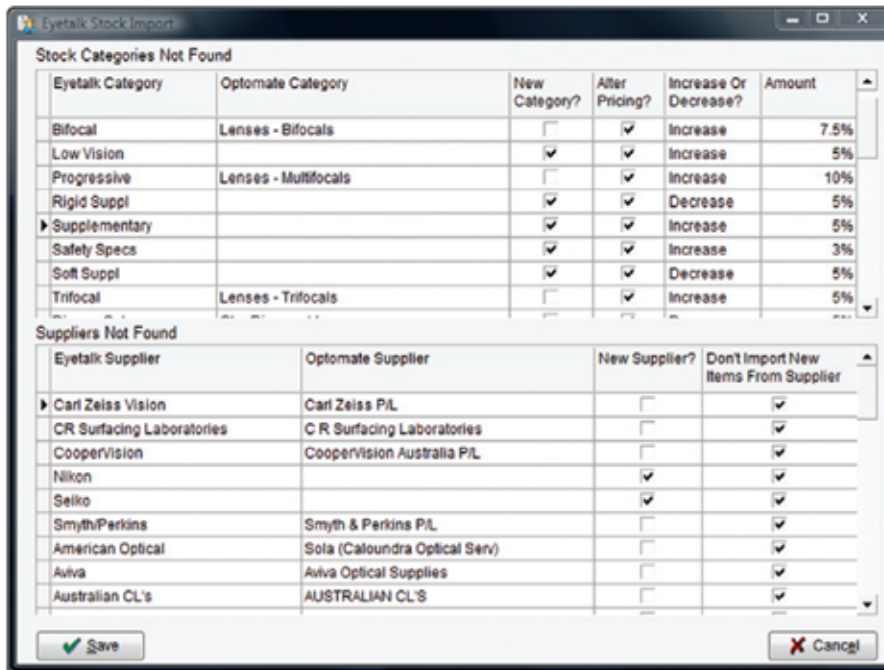 Eyetalk Stock Import
Stock Categories Not Found
Eyetalk Category Optomate Category New Category? Alter Pricing? Increase Or Decrease? Amount
Bifocal Lenses - Bifocals Increase 7.5%
Low Vision Increase 5%
Progressive Lenses - Multifocals Increase 10%
Rigid Suppl Decrease 5%
Supplementary Increase 5%
Safety Specs Increase 3%
Soft Suppl Decrease 5%
Trifocal Lenses - Trifocals Increase 5%
Suppliers Not Found
Eyetalk Supplier Optomate Supplier New Supplier? Don't Import New Items From Supplier
Carl Zeiss Vision Carl Zeiss P/L
CR Surfacing Laboratories C R Surfacing Laboratories
CooperVision CooperVision Australia P/L
Nikon
Seiko
Smyth/Perkins Smyth & Perkins P/L
American Optical Sola (Caloundra Optical Serv)
Aviva Aviva Optical Supplies
Australian CL's AUSTRALIAN CL'S
Save Cancel